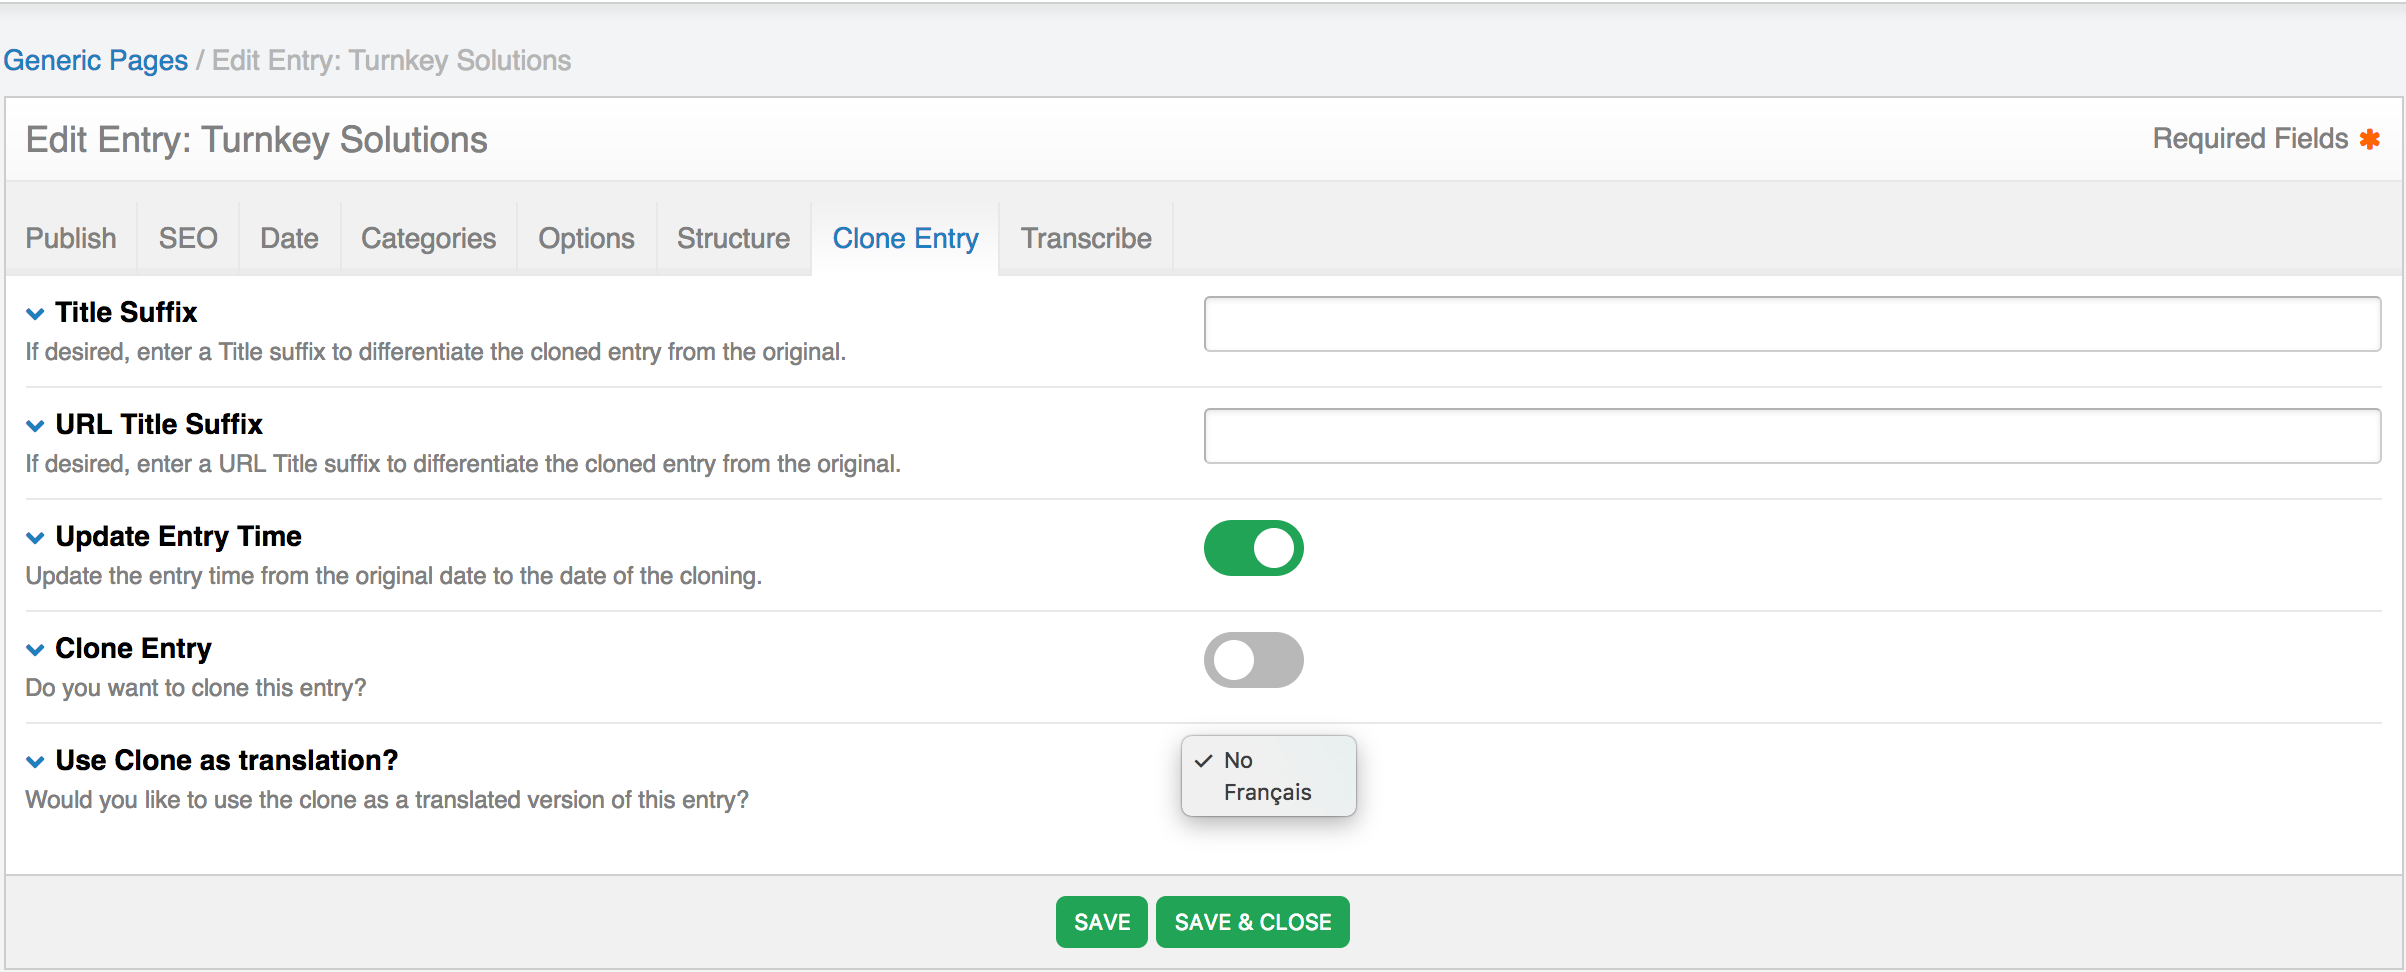 Generic Pages / Edit Entry: Turnkey Solutions
Edit Entry: Turnkey Solutions
Required Fields ✱
Publish
SEO
Date
Categories
Options
Structure
Clone Entry
Transcribe
Title Suffix
If desired, enter a Title suffix to differentiate the cloned entry from the original.
URL Title Suffix
If desired, enter a URL Title suffix to differentiate the cloned entry from the original.
Update Entry Time
Update the entry time from the original date to the date of the cloning.
Clone Entry
Do you want to clone this entry?
Use Clone as translation?
Would you like to use the clone as a translated version of this entry?
✓ No
Français
SAVE
SAVE & CLOSE